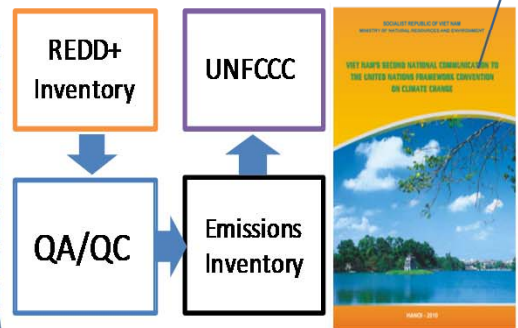 REDD+
Inventory
UNFCCC
QA/QC
Emissions
Inventory
SOCIALIST REPUBLIC OF VIET NAM
MINISTRY OF NATIONAL RESOURCES AND ENVIRONMENT
VIET NAM'S SECOND NATIONAL COMMUNICATION TO
THE UNITED NATIONS FRAMEWORK CONVENTION
ON CLIMATE CHANGE
HANOI - 2010